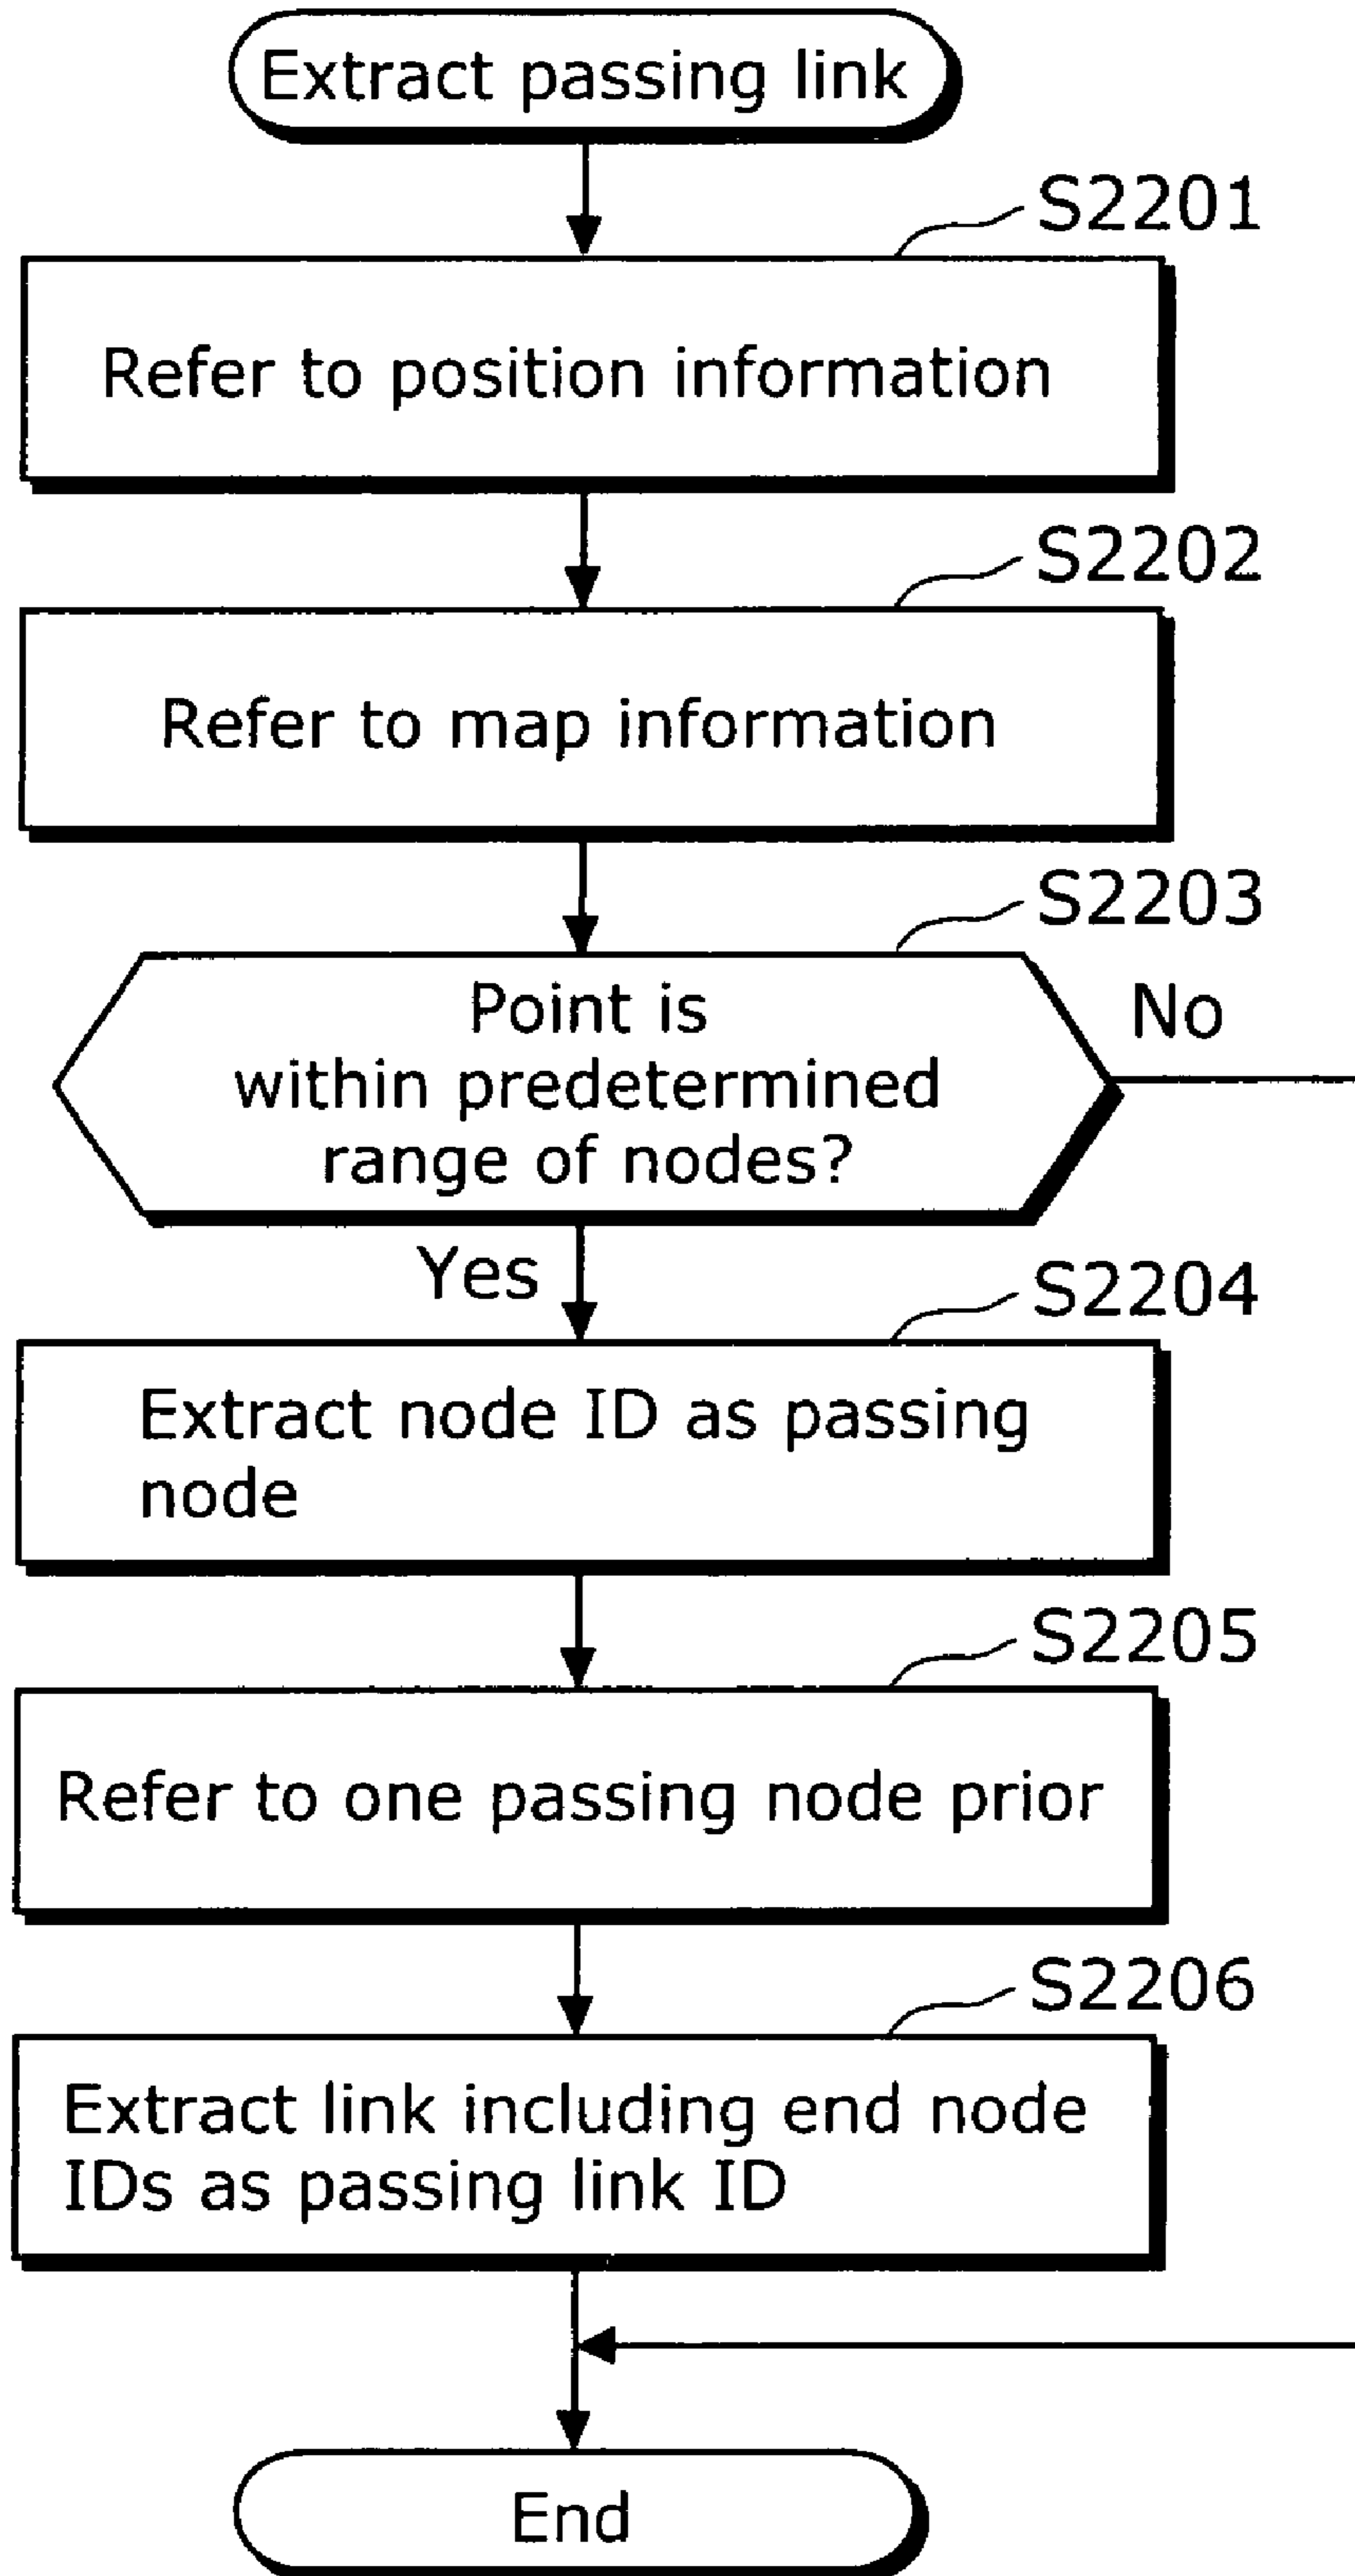 Extract passing link
S2201
Refer to position information
S2202
Refer to map information
S2203
Point is
within predetermined
range of nodes?
No
Yes
S2204
Extract node ID as passing
node
S2205
Refer to one passing node prior
S2206
Extract link including end node
IDs as passing link ID
End